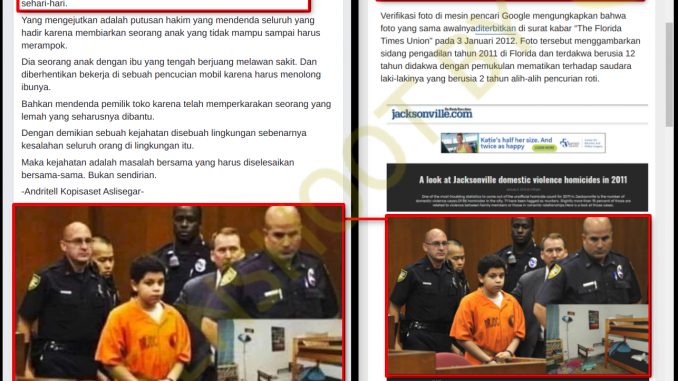 sehari-hari.
Yang mengejutkan adalah putusan hakim yang mendenda seluruh yang
hadir karena membiarkan seorang anak yang tidak mampu sampai harus
merampok.
Dia seorang anak dengan ibu yang tengah berjuang melawan sakit. Dan
diberhentikan bekerja di sebuah pencucian mobil karena harus menolong
ibunya.
Bahkan mendenda pemilik toko karena telah memperkarakan seorang yang
lemah yang seharusnya dibantu.
Dengan demikian sebuah kejahatan disebuah lingkungan sebenarnya
kesalahan seluruh orang di lingkungan itu.
Maka kejahatan adalah masalah bersama yang harus diselesaikan
bersama-sama. Bukan sendirian.
-Andritell Kopisaset Aslisegar-
Verifikasi foto di mesin pencari Google mengungkapkan bahwa
foto yang sama awalnyaditerbitkan di surat kabar "The Florida
Times Union" pada 3 Januari 2012. Foto tersebut menggambarkan
sidang pengadilan tahun 2011 di Florida dan terdakwa berusia 12
tahun didakwa dengan pemukulan mematikan terhadap saudara
laki-lakinya yang berusia 2 tahun alih-alih pencurian roti.
jacksonville.com
Katie's half her size. And
twice as happy
LEARN MORE
A look at Jacksonville domestic violence homicides in 2011